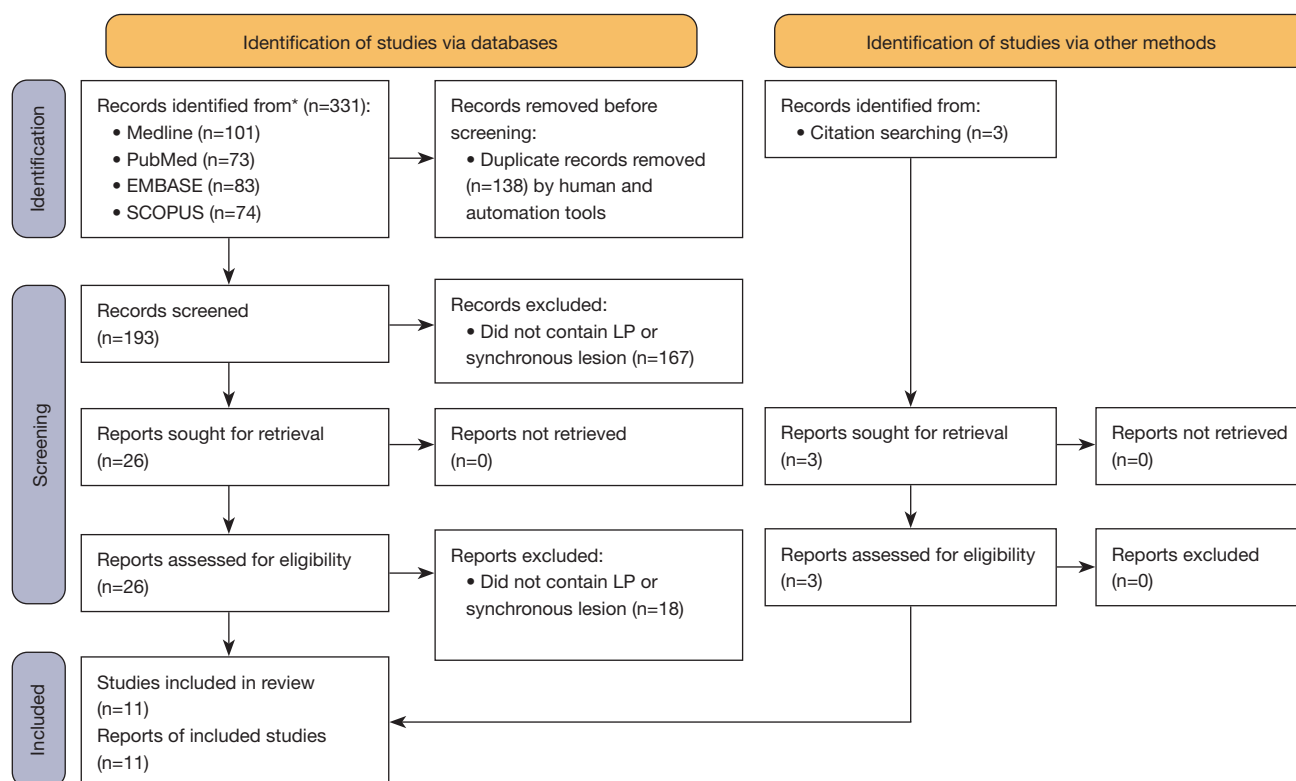 Identification of studies via databases
Identification of studies via other methods
Identification
Records identified from* (n=331):
• Medline (n=101)
• PubMed (n=73)
• EMBASE (n=83)
• SCOPUS (n=74)
Records removed before
screening:
• Duplicate records removed
(n=138) by human and
automation tools
Records identified from:
• Citation searching (n=3)
Screening
Records screened
(n=193)
Records excluded:
• Did not contain LP or
synchronous lesion (n=167)
Reports sought for retrieval
(n=26)
Reports not retrieved
(n=0)
Reports sought for retrieval
(n=3)
Reports not retrieved
(n=0)
Reports assessed for eligibility
(n=26)
Reports excluded:
• Did not contain LP or
synchronous lesion (n=18)
Reports assessed for eligibility
(n=3)
Reports excluded
(n=0)
Included
Studies included in review
(n=11)
Reports of included studies
(n=11)